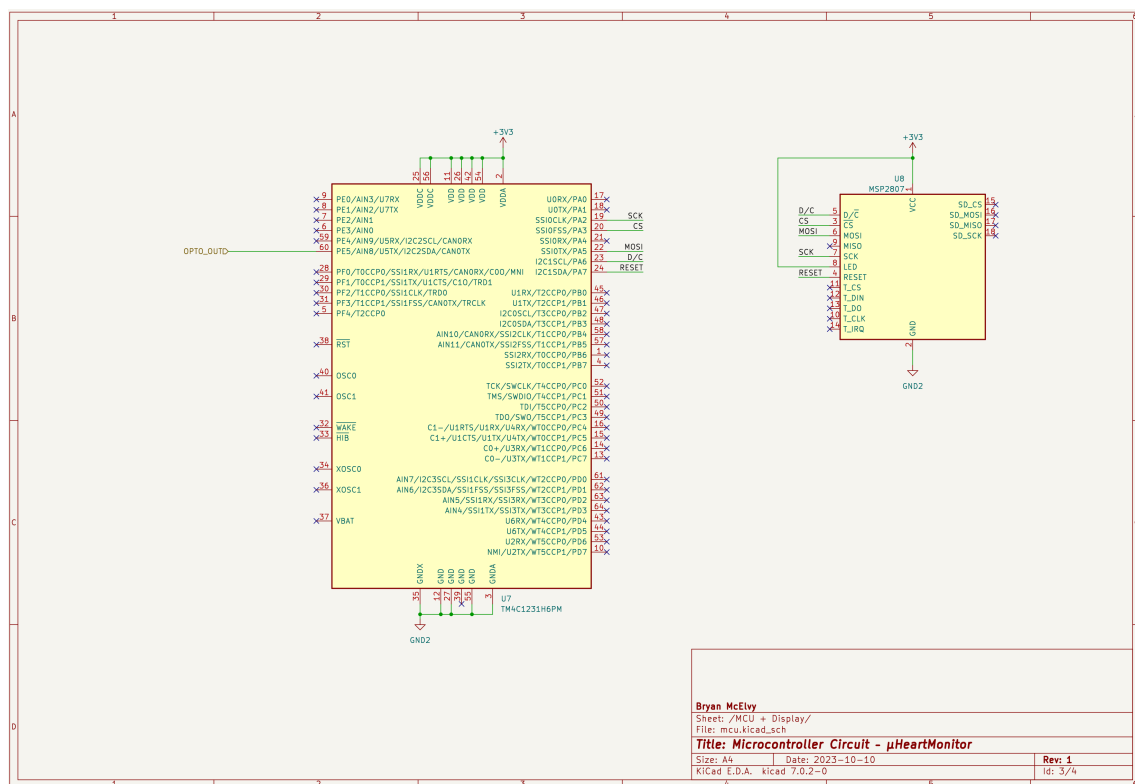 1 2 3 4 5 6
A
B
C
D
+3V3
25 VDDC
56 VDDC
11 VDD
26 VDD
42 VDD
54 VDD
2 VDDA
9 PE0/AIN3/U7RX
8 PE1/AIN2/U7TX
7 PE2/AIN1
6 PE3/AIN0
59 PE4/AIN9/U5RX/I2C2SCL/CAN0RX
OPTO_OUT 60 PE5/AIN8/U5TX/I2C2SDA/CAN0TX
28 PF0/T0CCP0/SSI1RX/U1RTS/CAN0RX/C0O/MNI
29 PF1/T0CCP1/SSI1TX/U1CTS/C1O/TRD1
30 PF2/T1CCP0/SSI1CLK/TRD0
31 PF3/T1CCP1/SSI1FSS/CAN0TX/TRCLK
5 PF4/T2CCP0
38 RST
40 OSC0
41 OSC1
32 WAKE
33 HIB
34 XOSC0
36 XOSC1
37 VBAT
U0RX/PA0 17
U0TX/PA1 18
SSI0CLK/PA2 19 SCK
SSI0FSS/PA3 20 CS
SSI0RX/PA4 21
SSI0TX/PA5 22 MOSI
I2C1SCL/PA6 23 D/C
I2C1SDA/PA7 24 RESET
U1RX/T2CCP0/PB0 45
U1TX/T2CCP1/PB1 46
I2C0SCL/T3CCP0/PB2 47
I2C0SDA/T3CCP1/PB3 48
AIN10/CAN0RX/SSI2CLK/T1CCP0/PB4 58
AIN11/CAN0TX/SSI2FSS/T1CCP1/PB5 57
SSI2RX/T0CCP0/PB6 1
SSI2TX/T0CCP1/PB7 4
TCK/SWCLK/T4CCP0/PC0 52
TMS/SWDIO/T4CCP1/PC1 51
TDI/T5CCP0/PC2 50
TDO/SWO/T5CCP1/PC3 49
C1-/U1RTS/U1RX/U4RX/WT0CCP0/PC4 16
C1+/U1CTS/U1TX/U4TX/WT0CCP1/PC5 15
C0+/U3RX/WT1CCP0/PC6 14
C0-/U3TX/WT1CCP1/PC7 13
AIN7/I2C3SCL/SSI1CLK/SSI3CLK/WT2CCP0/PD0 61
AIN6/I2C3SDA/SSI1FSS/SSI3FSS/WT2CCP1/PD1 62
AIN5/SSI1RX/SSI3RX/WT3CCP0/PD2 63
AIN4/SSI1TX/SSI3TX/WT3CCP1/PD3 64
U6RX/WT4CCP0/PD4 43
U6TX/WT4CCP1/PD5 44
U2RX/WT5CCP0/PD6 53
NMI/U2TX/WT5CCP1/PD7 10
35 GNDX
12 GND
27 GND
39 GND
55 GND
3 GNDA
U7
TM4C1231H6PM
GND2
+3V3
U8
MSP2807
1 VCC
D/C 5 D/C
CS 3 CS
MOSI 6 MOSI
9 MISO
SCK 7 SCK
8 LED
RESET 4 RESET
11 T_CS
12 T_DIN
13 T_DO
10 T_CLK
14 T_IRQ
SD_CS 15
SD_MOSI 16
SD_MISO 17
SD_SCK 18
GND 2
GND2
Bryan McElvy
Sheet: /MCU + Display/
File: mcu.kicad_sch
Title: Microcontroller Circuit - µHeartMonitor
Size: A4 Date: 2023-10-10 Rev: 1
KiCad E.D.A. kicad 7.0.2-0 Id: 3/4
1 2 3 4 5 6